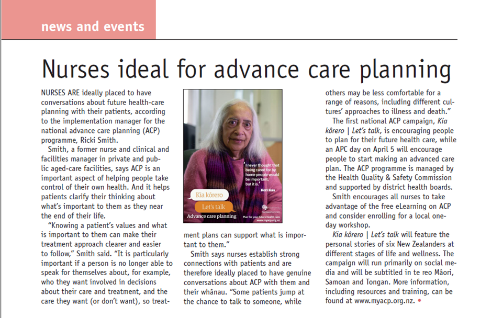 news and events
Nurses ideal for advance care planning
NURSES ARE ideally placed to have
conversations about future health-care
planning with their patients, according
to the implementation manager for the
national advance care planning (ACP)
programme, Ricki Smith.
Smith, a former nurse and clinical and
facilities manager in private and pub-
lic aged-care facilities, says ACP is an
important aspect of helping people take
control of their own health. And it helps
patients clarify their thinking about
what's important to them as they near
the end of their life.
"Knowing a patient's values and what
is important to them can make their
treatment approach clearer and easier
to follow," Smith said. "It is particularly
important if a person is no longer able to
speak for themselves about, for example,
who they want involved in decisions
about their care and treatment, and the
care they want (or don't want), so treat-
Kia kōrero
Let's talk
Advance care planning
ment plans can support what is impor-
tant to them."
Smith says nurses establish strong
connections with patients and are
therefore ideally placed to have genuine
conversations about ACP with them and
their whānau. "Some patients jump at
the chance to talk to someone, while
others may be less comfortable for a
range of reasons, including different cul-
tures' approaches to illness and death."
The first national ACP campaign, Kia
kōrero | Let's talk, is encouraging people
to plan for their future health care, while
an APC day on April 5 will encourage
people to start making an advanced care
plan. The ACP programme is managed by
the Health Quality & Safety Commission
and supported by district health boards.
Smith encourages all nurses to take
advantage of the free eLearning on ACP
and consider enrolling for a local one-
day workshop.
Kia kōrero | Let's talk will feature the
personal stories of six New Zealanders at
different stages of life and wellness. The
campaign will run primarily on social me-
dia and will be subtitled in te reo Māori,
Samoan and Tongan. More information,
including resources and training, can be
found at www.myacp.org.nz. •